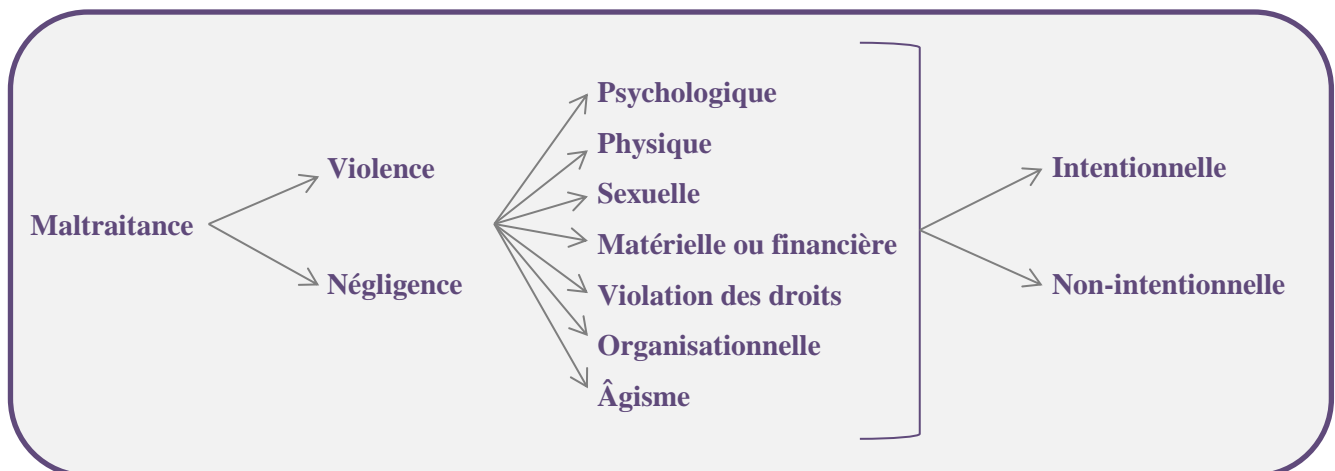 Maltraitance
Violence
Négligence
Psychologique
Physique
Sexuelle
Matérielle ou financière
Violation des droits
Organisationnelle
Âgisme
Intentionnelle
Non-intentionnelle